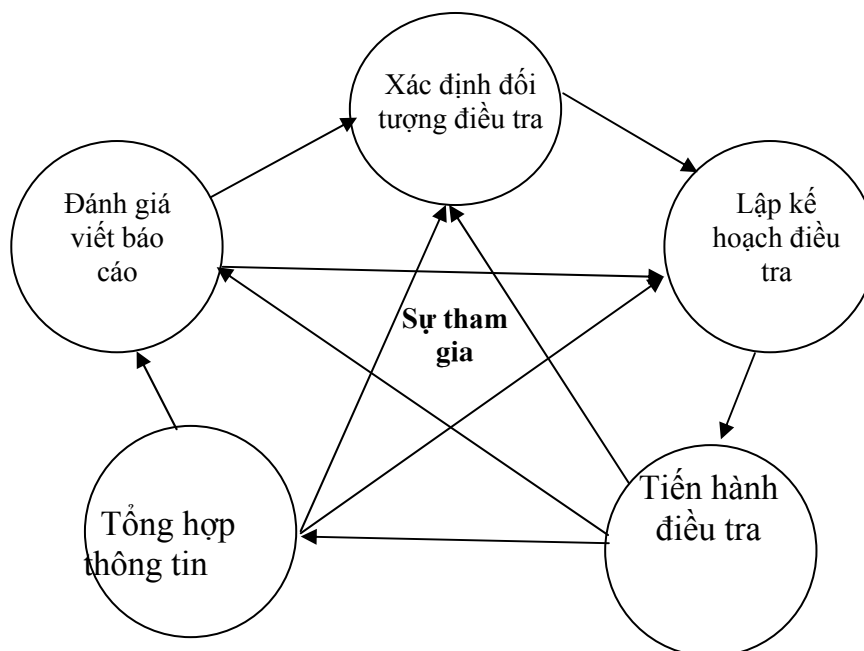 Xác định đối
tượng điều tra
Đánh giá
viết báo
cáo
Lập kế
hoạch điều
tra
Sự tham
gia
Tổng hợp
thông tin
Tiến hành
điều tra